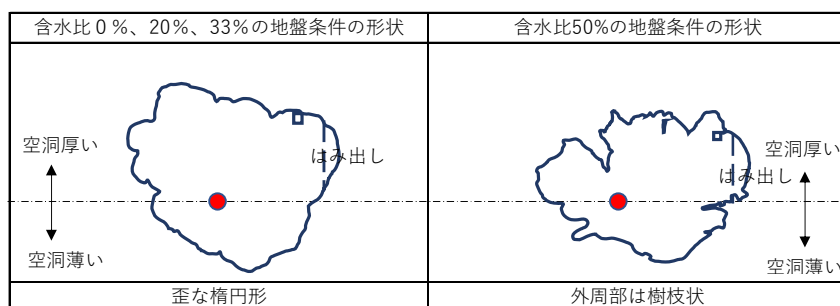 含水比０%、20%、33%の地盤条件の形状
含水比50%の地盤条件の形状
空洞厚い
はみ出し
空洞薄い
空洞厚い
はみ出し
空洞薄い
歪な楕円形
外周部は樹枝状